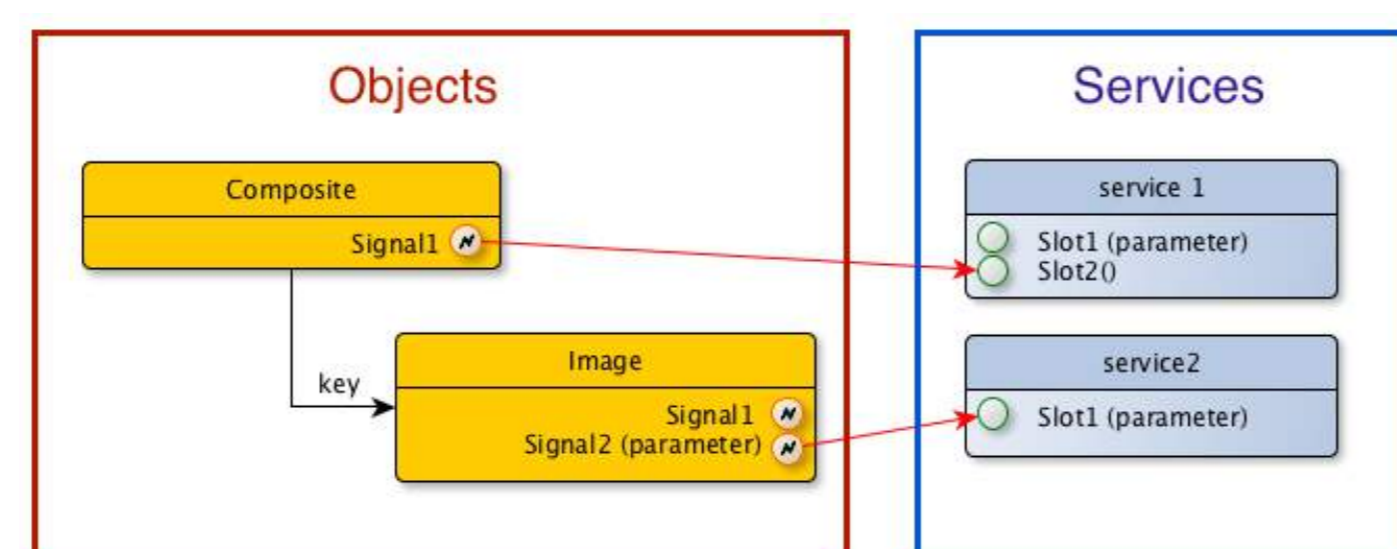 Objects
Services
Composite
Signal1
service 1
Slot1 (parameter)
Slot2()
key
Image
Signal1
Signal2 (parameter)
service2
Slot1 (parameter)